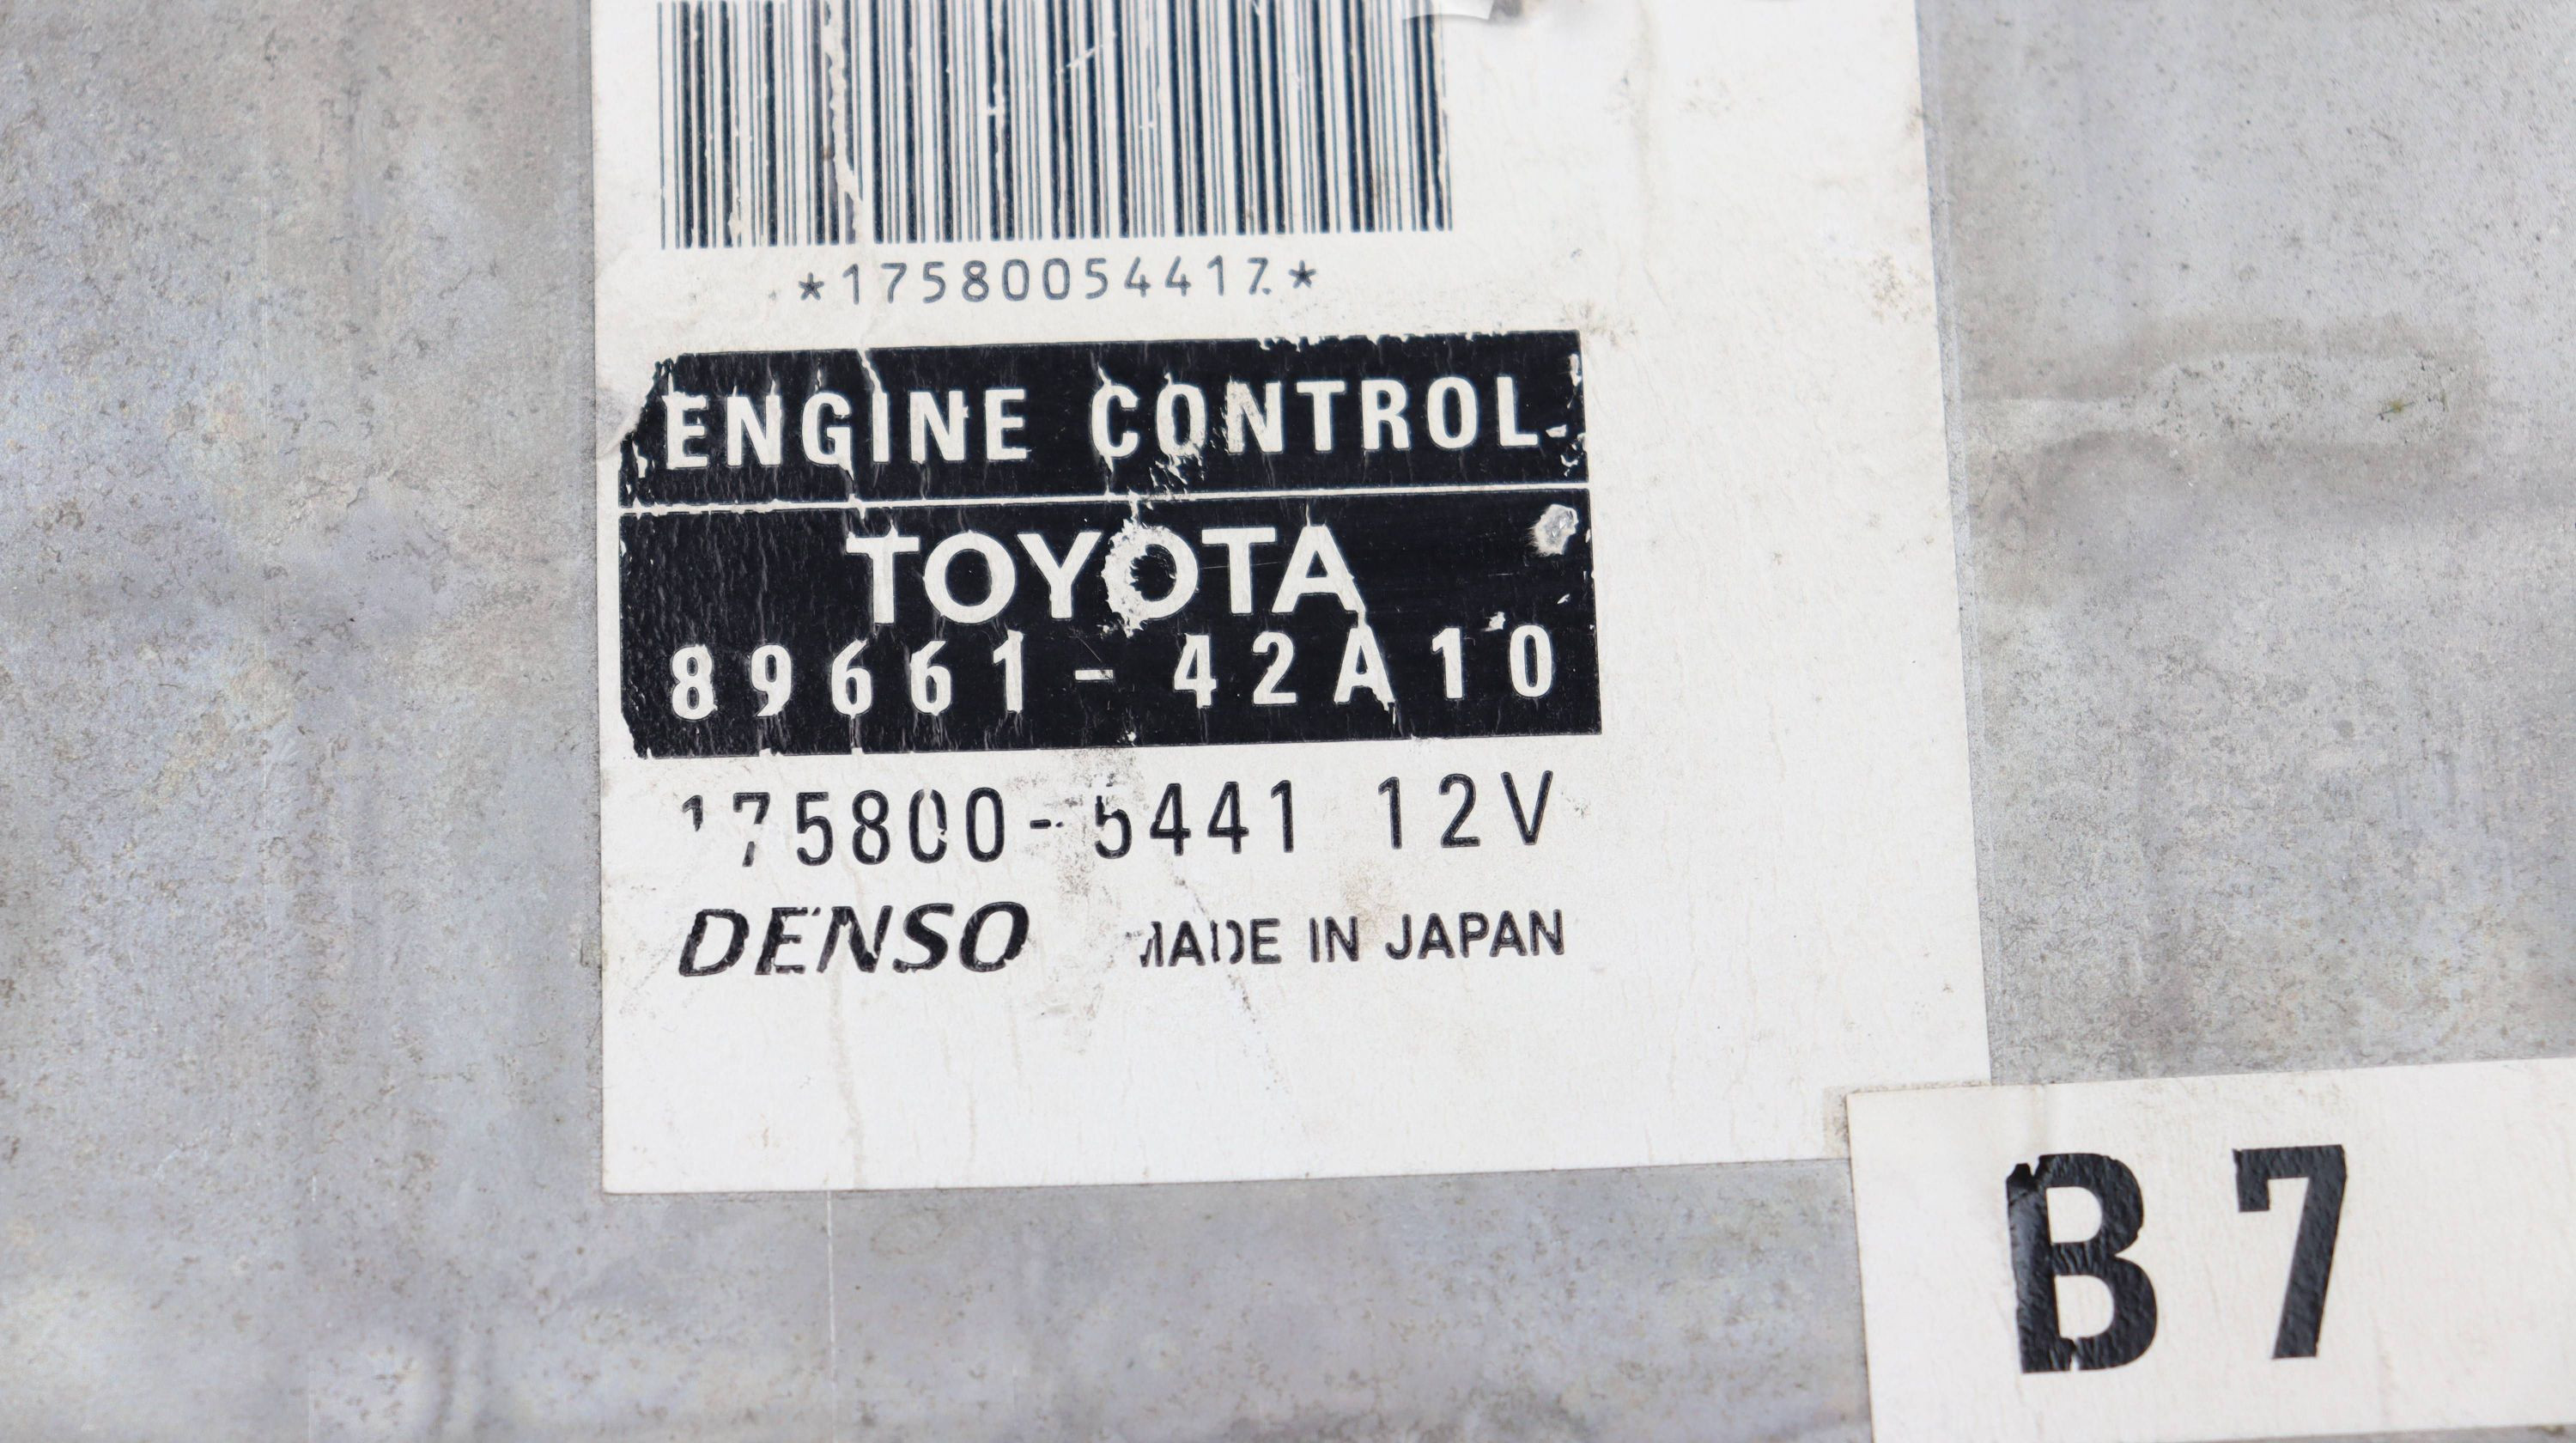 *17580054417*
ENGINE CONTROL
TOYOTA
89661-42A10
175800-5441 12V
DENSO MADE IN JAPAN
B7